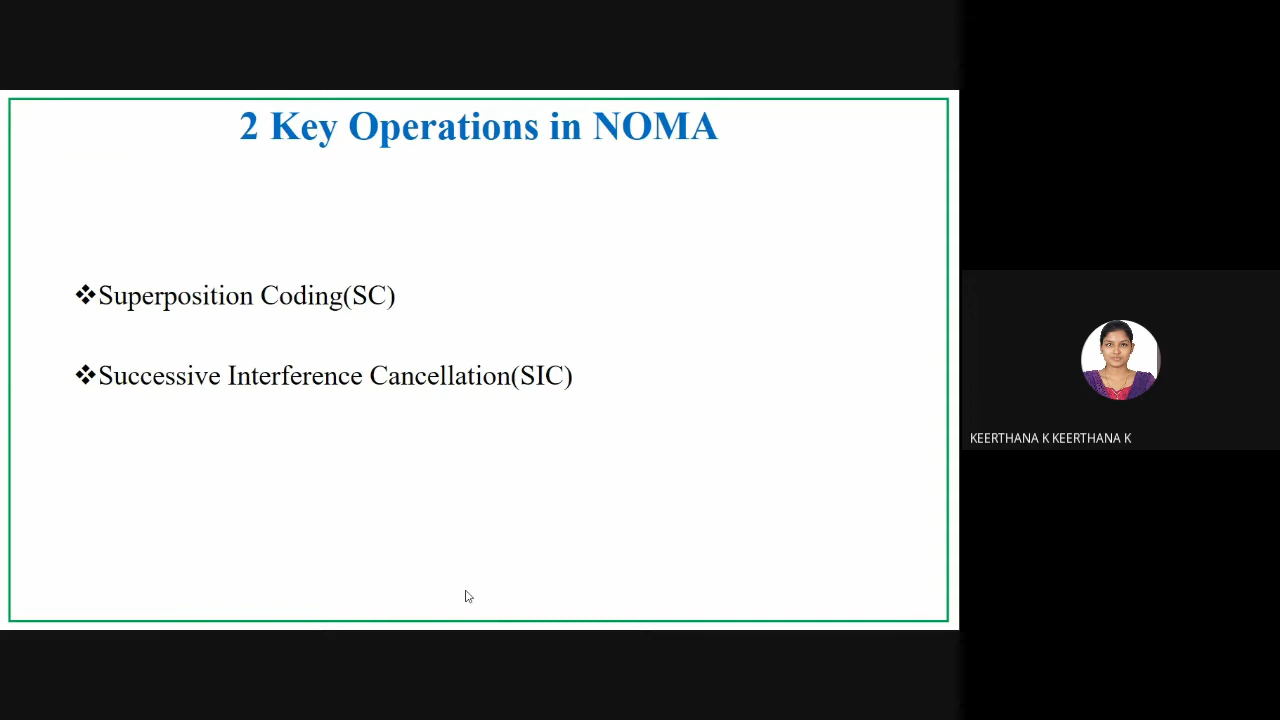 2 Key Operations in NOMA
❖Superposition Coding(SC)
❖Successive Interference Cancellation(SIC)
KEERTHANA K KEERTHANA K